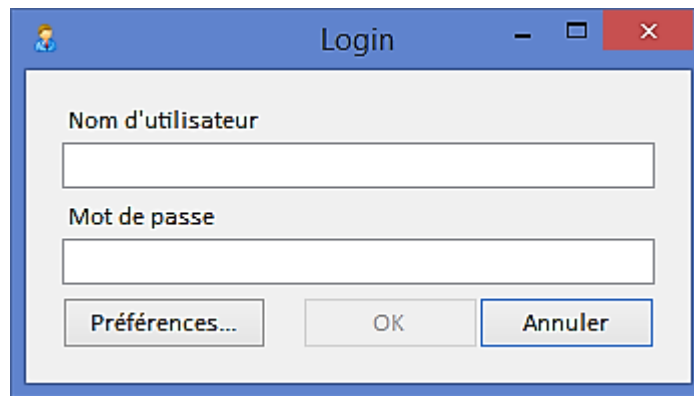 Login
Nom d'utilisateur
Mot de passe
Préférences... OK Annuler